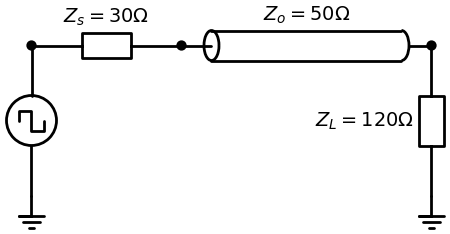 Z_s = 30Ω
Z_o = 50Ω
Z_L = 120Ω